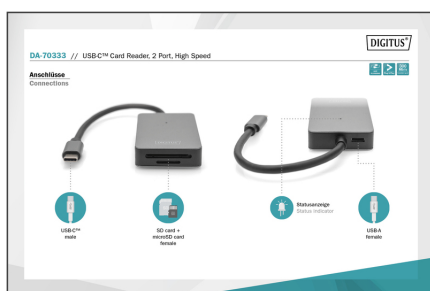 DIGITUS®
DA-70333 // USB-C™ Card Reader, 2 Port, High Speed
Anschlüsse
Connections
USB-C™
male
SD card +
microSD card
female
Statusanzeige
Status indicator
USB-A
female